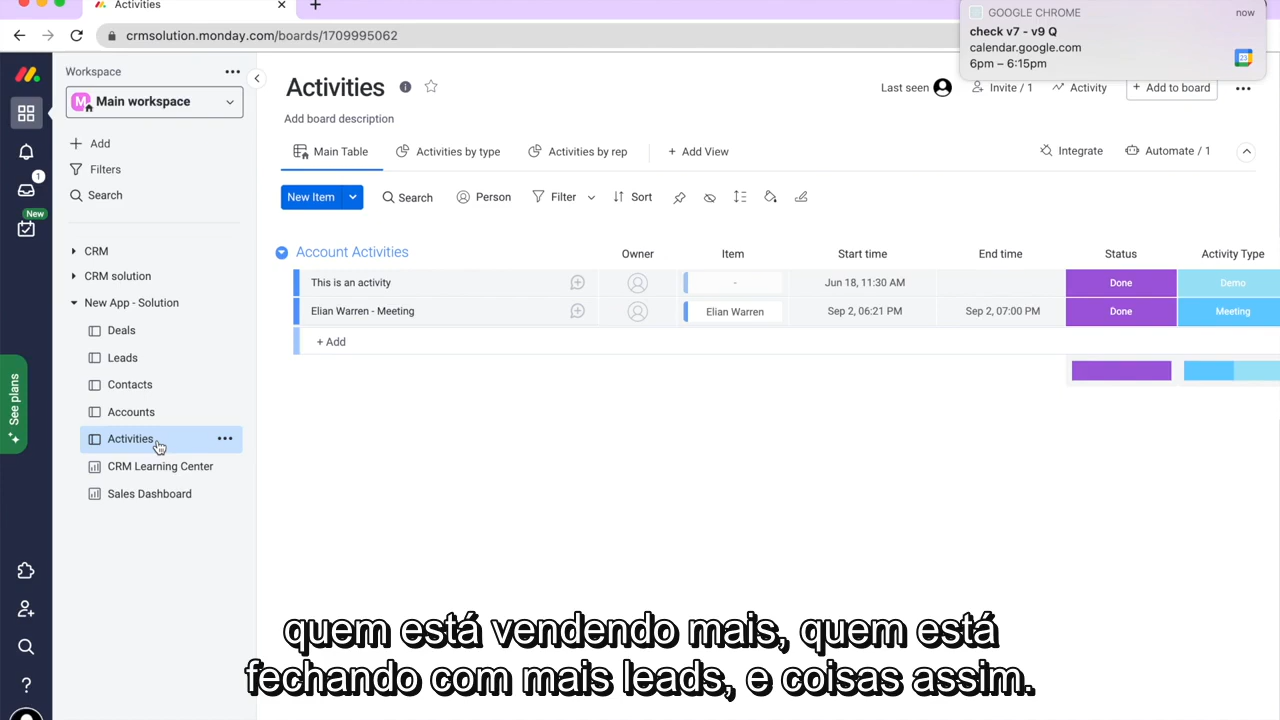 Activities
GOOGLE CHROME
now
check v7 - v9 Q
calendar.google.com
6pm – 6:15pm
23
crmsolution.monday.com/boards/1709995062
Workspace
M
Main workspace
Add
Filters
Search
CRM
CRM solution
New App - Solution
Deals
Leads
Contacts
Accounts
Activities
CRM Learning Center
Sales Dashboard
1
New
See plans
Activities
Last seen
Invite / 1
Activity
+ Add to board
Add board description
Main Table
Activities by type
Activities by rep
+ Add View
Integrate
Automate / 1
New Item
Search
Person
Filter
Sort
Account Activities
Owner
Item
Start time
End time
Status
Activity Type
This is an activity
-
Jun 18, 11:30 AM
Done
Demo
Elian Warren - Meeting
Elian Warren
Sep 2, 06:21 PM
Sep 2, 07:00 PM
Done
Meeting
+ Add
quem está vendendo mais, quem está
fechando com mais leads, e coisas assim.